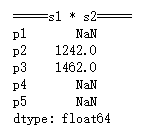 =====s1 * s2=====
p1       NaN
p2    1242.0
p3    1462.0
p4       NaN
p5       NaN
dtype: float64